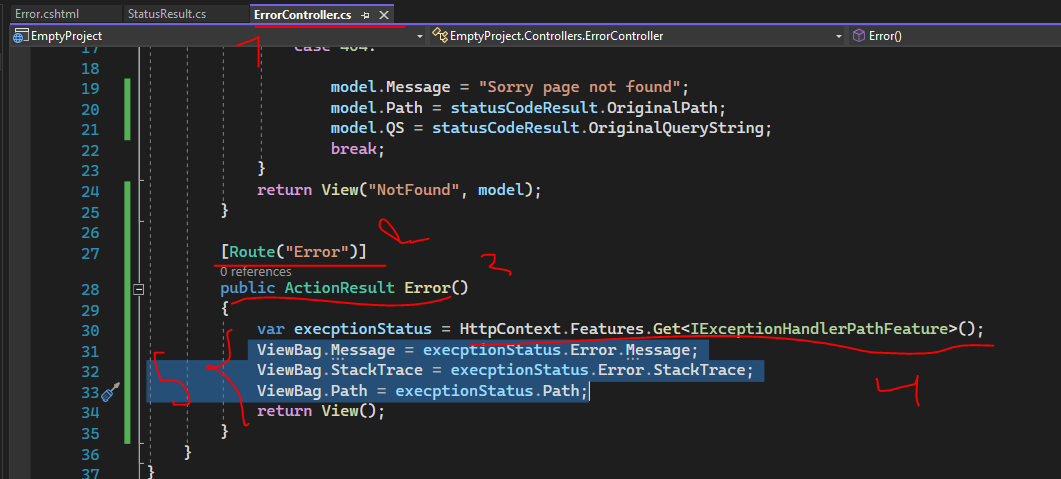 Error.cshtml StatusResult.cs ErrorController.cs
EmptyProject EmptyProject.Controllers.ErrorController Error()
1
17 case 404:
18
19 model.Message = "Sorry page not found";
20 model.Path = statusCodeResult.OriginalPath;
21 model.QS = statusCodeResult.OriginalQueryString;
22 break;
23 }
24 return View("NotFound", model);
25 }
26
2
27 [Route("Error")]
3
0 references
28 public ActionResult Error()
29 {
30 var execptionStatus = HttpContext.Features.Get<IExceptionHandlerPathFeature>();
31 ViewBag.Message = execptionStatus.Error.Message;
32 ViewBag.StackTrace = execptionStatus.Error.StackTrace;
5
4
33 ViewBag.Path = execptionStatus.Path;
34 return View();
35 }
36 }
37 }